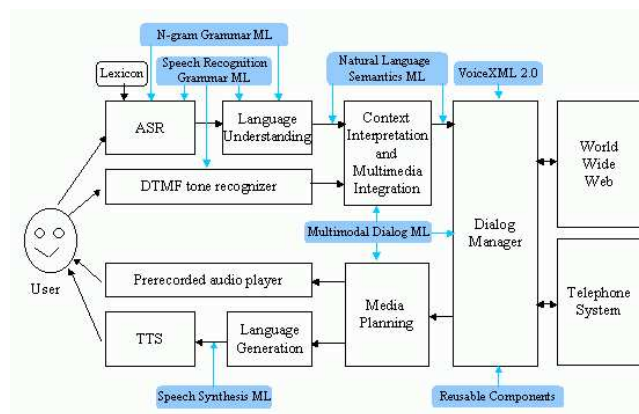 N-gram Grammar ML
Speech Recognition
Grammar ML
Natural Language
Semantics ML
VoiceXML 2.0
Lexicon
ASR
Language
Understanding
Context
Interpretation
and
Multimedia
Integration
World
Wide
Web
DTMF tone recognizer
Multimodal Dialog ML
Dialog
Manager
User
Prerecorded audio player
Media
Planning
Telephone
System
TTS
Language
Generation
Speech Synthesis ML
Reusable Components